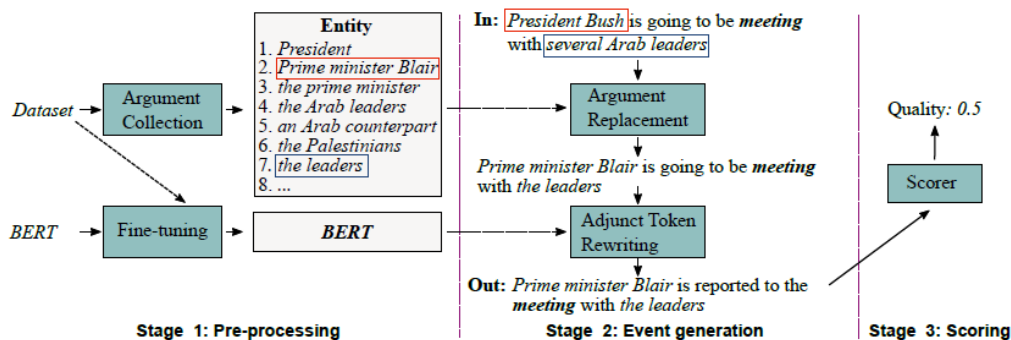 Dataset
Argument
Collection
BERT
Fine-tuning
Entity
1. President
2. Prime minister Blair
3. the prime minister
4. the Arab leaders
5. an Arab counterpart
6. the Palestinians
7. the leaders
8. ...
BERT
Stage 1: Pre-processing
In: President Bush is going to be meeting
with several Arab leaders
Argument
Replacement
Prime minister Blair is going to be meeting
with the leaders
Adjunct Token
Rewriting
Out: Prime minister Blair is reported to the
meeting with the leaders
Stage 2: Event generation
Quality: 0.5
Scorer
Stage 3: Scoring